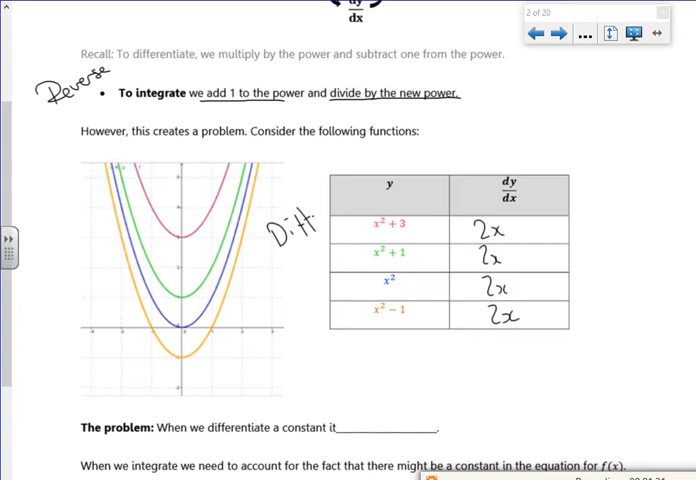 dy
dx
2 of 20
Recall: To differentiate, we multiply by the power and subtract one from the power.
Reverse
• To integrate we add 1 to the power and divide by the new power.
However, this creates a problem. Consider the following functions:
Diff.
y dy/dx
x² + 3 2x
x² + 1 2x
x² 2x
x² − 1 2x
The problem: When we differentiate a constant it________________.
When we integrate we need to account for the fact that there might be a constant in the equation for f(x).